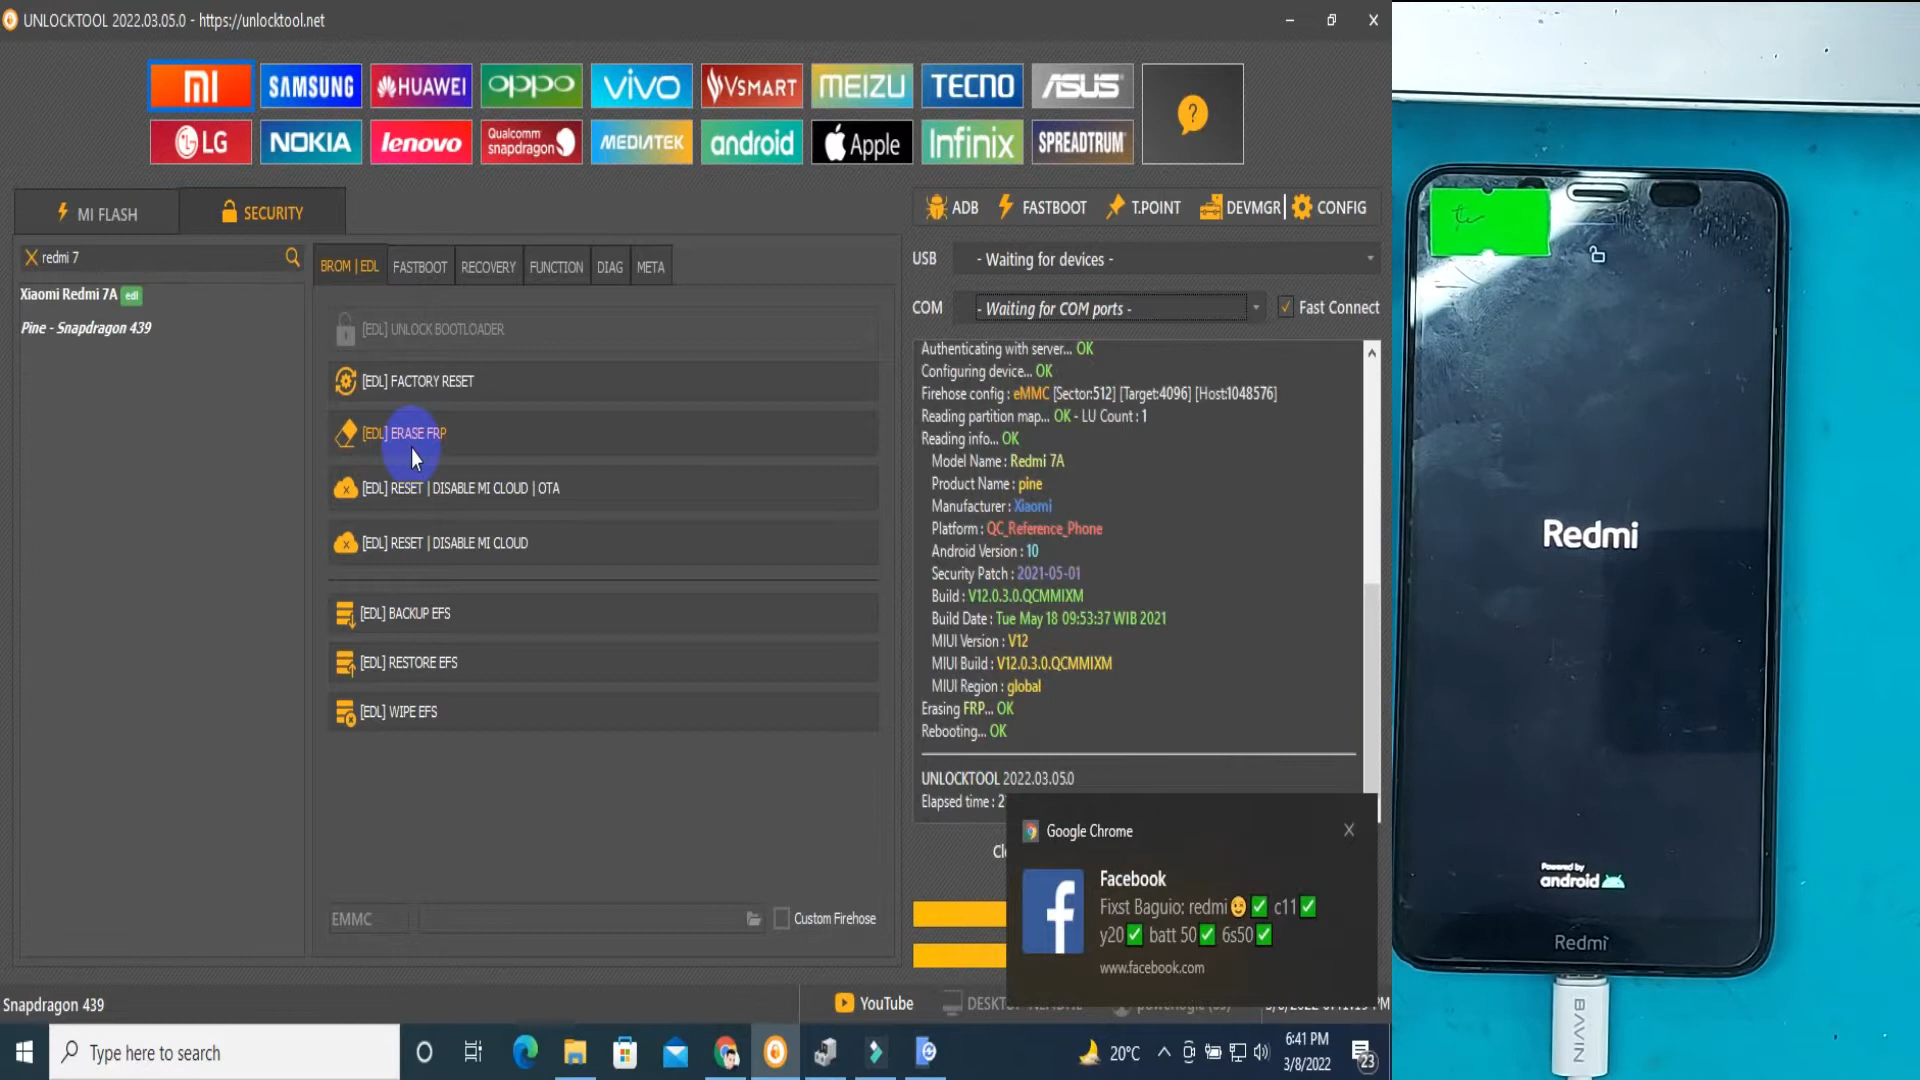 UNLOCKTOOL 2022.03.05.0 - https://unlocktool.net
mi SAMSUNG HUAWEI oppo vivo VSMART MEIZU TECNO ASUS
LG NOKIA lenovo Qualcomm snapdragon MEDIATEK android Apple Infinix SPREADTRUM
?
MI FLASH SECURITY
ADB FASTBOOT T.POINT DEVMGR CONFIG
redmi 7
Xiaomi Redmi 7A edl
Pine - Snapdragon 439
BROM | EDL FASTBOOT RECOVERY FUNCTION DIAG META
[EDL] UNLOCK BOOTLOADER
[EDL] FACTORY RESET
[EDL] ERASE FRP
[EDL] RESET | DISABLE MI CLOUD | OTA
[EDL] RESET | DISABLE MI CLOUD
[EDL] BACKUP EFS
[EDL] RESTORE EFS
[EDL] WIPE EFS
EMMC Custom Firehose
USB - Waiting for devices -
COM - Waiting for COM ports - Fast Connect
Authenticating with server... OK
Configuring device... OK
Firehose config : eMMC [Sector:512] [Target:4096] [Host:1048576]
Reading partition map... OK - LU Count : 1
Reading info... OK
Model Name : Redmi 7A
Product Name : pine
Manufacturer : Xiaomi
Platform : QC_Reference_Phone
Android Version : 10
Security Patch : 2021-05-01
Build : V12.0.3.0.QCMMIXM
Build Date : Tue May 18 09:53:37 WIB 2021
MIUI Version : V12
MIUI Build : V12.0.3.0.QCMMIXM
MIUI Region : global
Erasing FRP... OK
Rebooting... OK
UNLOCKTOOL 2022.03.05.0
Elapsed time : 2
Google Chrome
Facebook
Fixst Baguio: redmi😉✅ c11✅
y20✅ batt 50✅ 6s50✅
www.facebook.com
Snapdragon 439
YouTube
Type here to search
20°C
6:41 PM
3/8/2022
23
Redmi
Powered by
android
Redmi
BAVIN